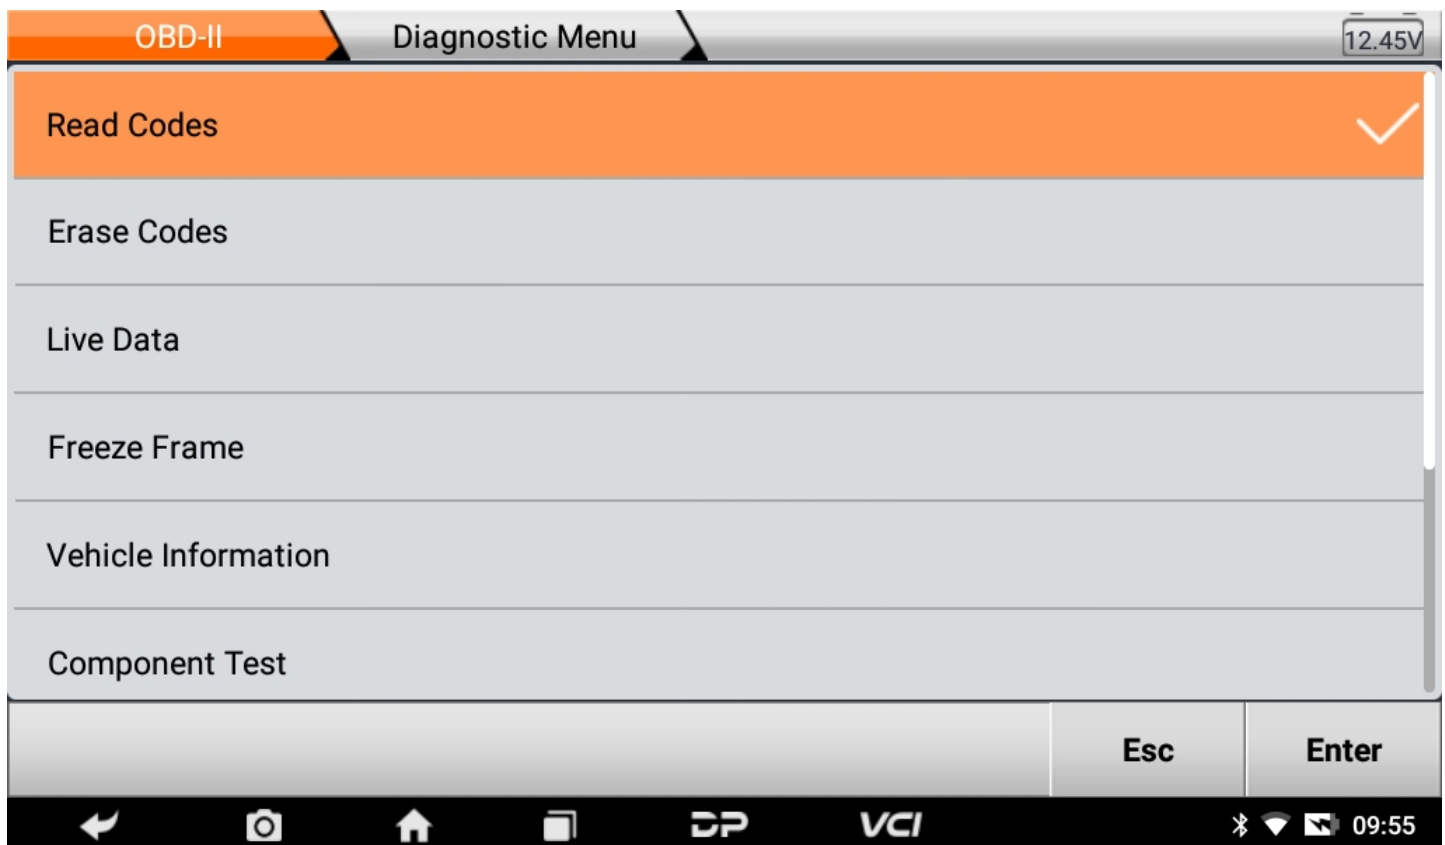 OBD-II Diagnostic Menu 12.45V
Read Codes
Erase Codes
Live Data
Freeze Frame
Vehicle Information
Component Test
Esc Enter
DP VCI 09:55